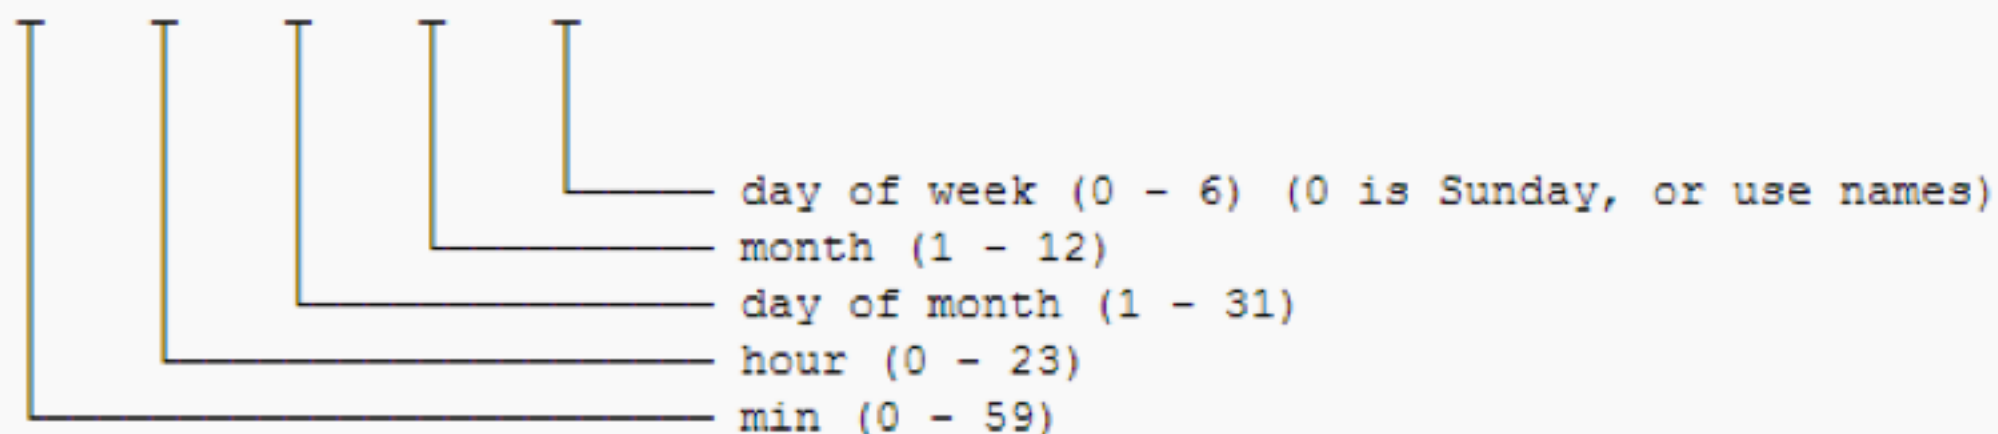 day of week (0 - 6) (0 is Sunday, or use names)
month (1 - 12)
day of month (1 - 31)
hour (0 - 23)
min (0 - 59)